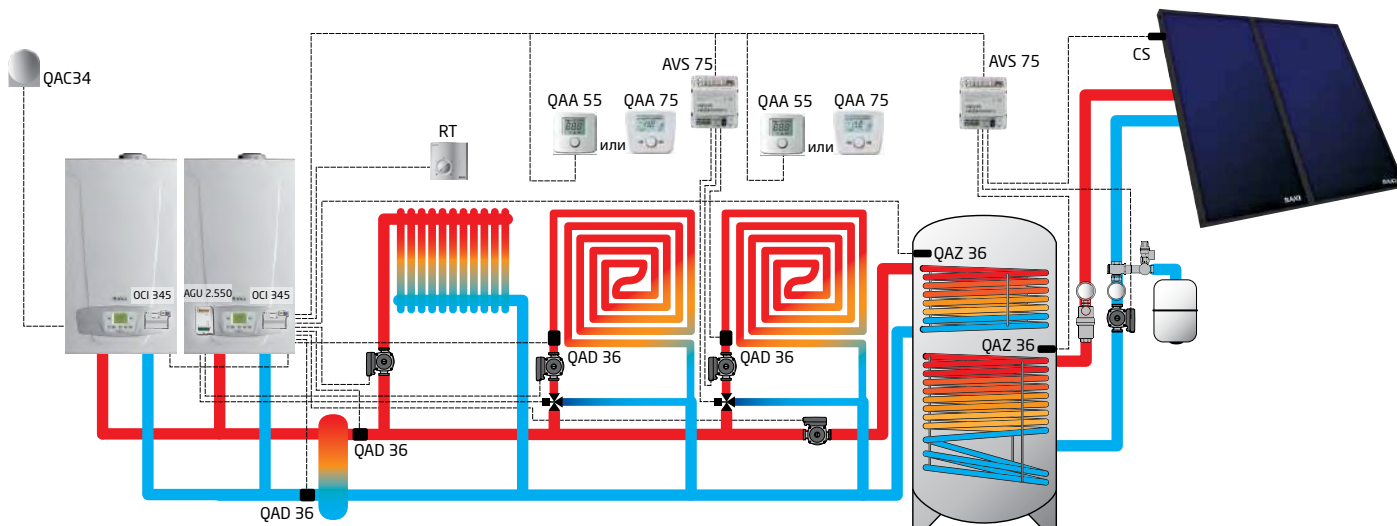 QAC34
AVS 75
AVS 75
CS
QAA 55
QAA 75
или
QAA 55
QAA 75
или
RT
OCI 345
AGU 2.550
OCI 345
QAZ 36
QAZ 36
QAD 36
QAD 36
QAD 36
QAD 36
BAXI